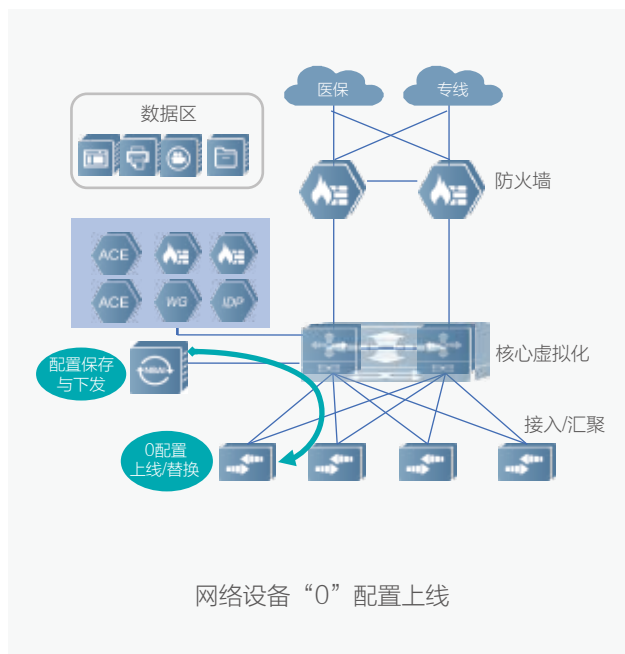 医保
专线
数据区
防火墙
ACE
ACE
WG
IDP
核心虚拟化
配置保存
与下发
接入/汇聚
0配置
上线/替换
网络设备“0”配置上线